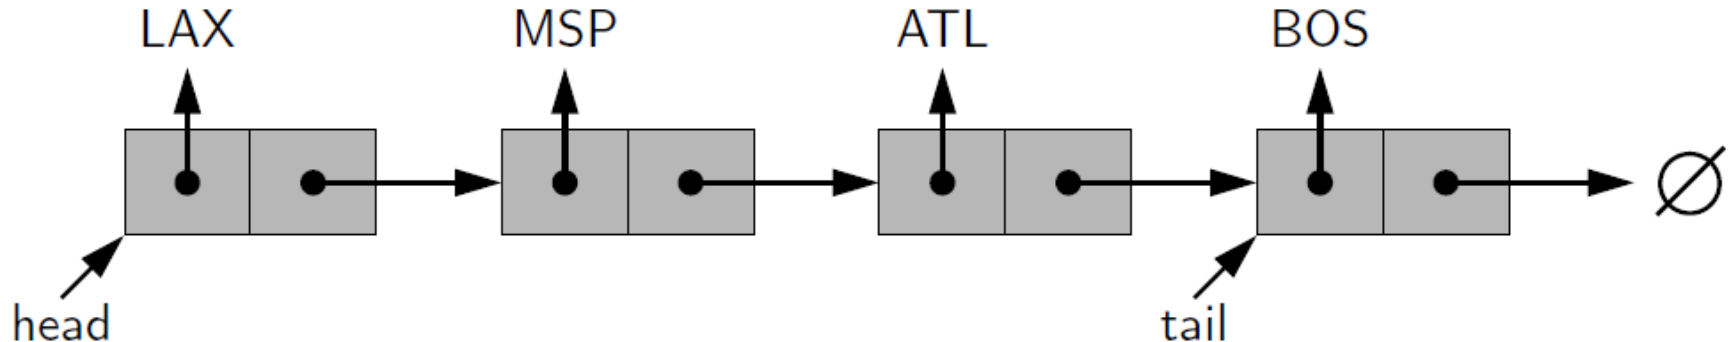 LAX MSP ATL BOS
∅
head tail